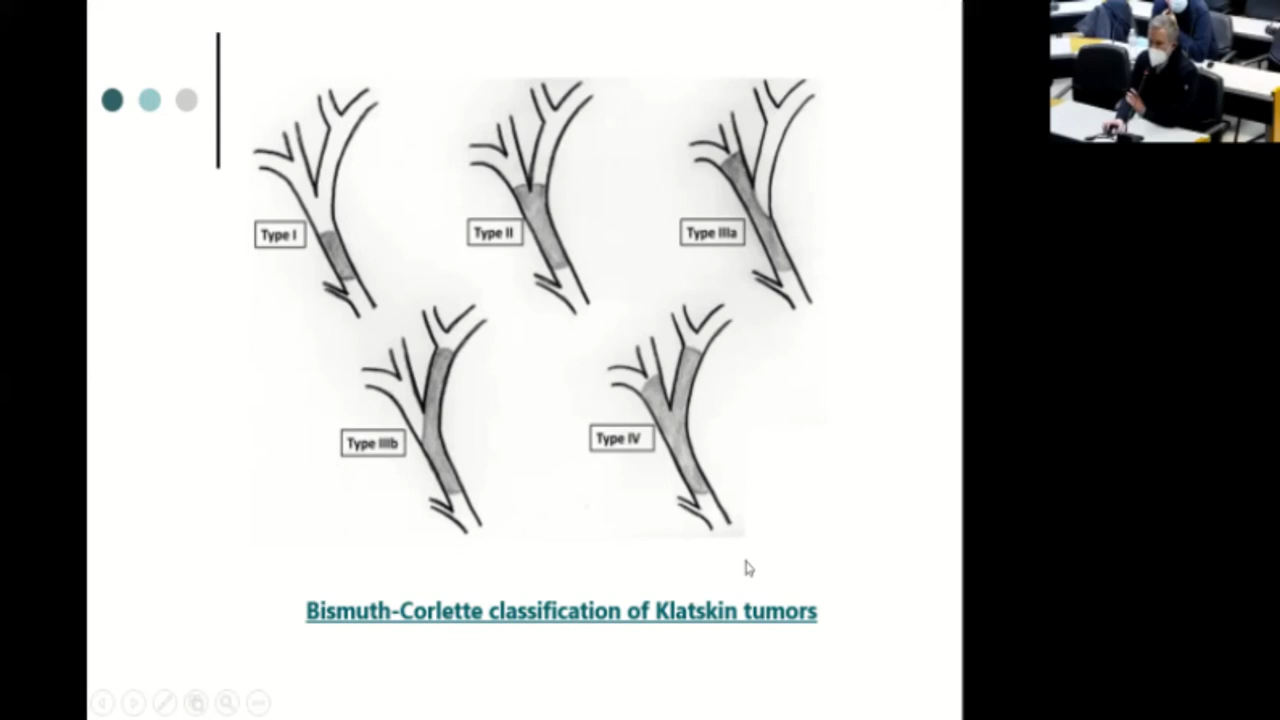 Type I
Type II
Type IIIa
Type IIIb
Type IV
Bismuth-Corlette classification of Klatskin tumors